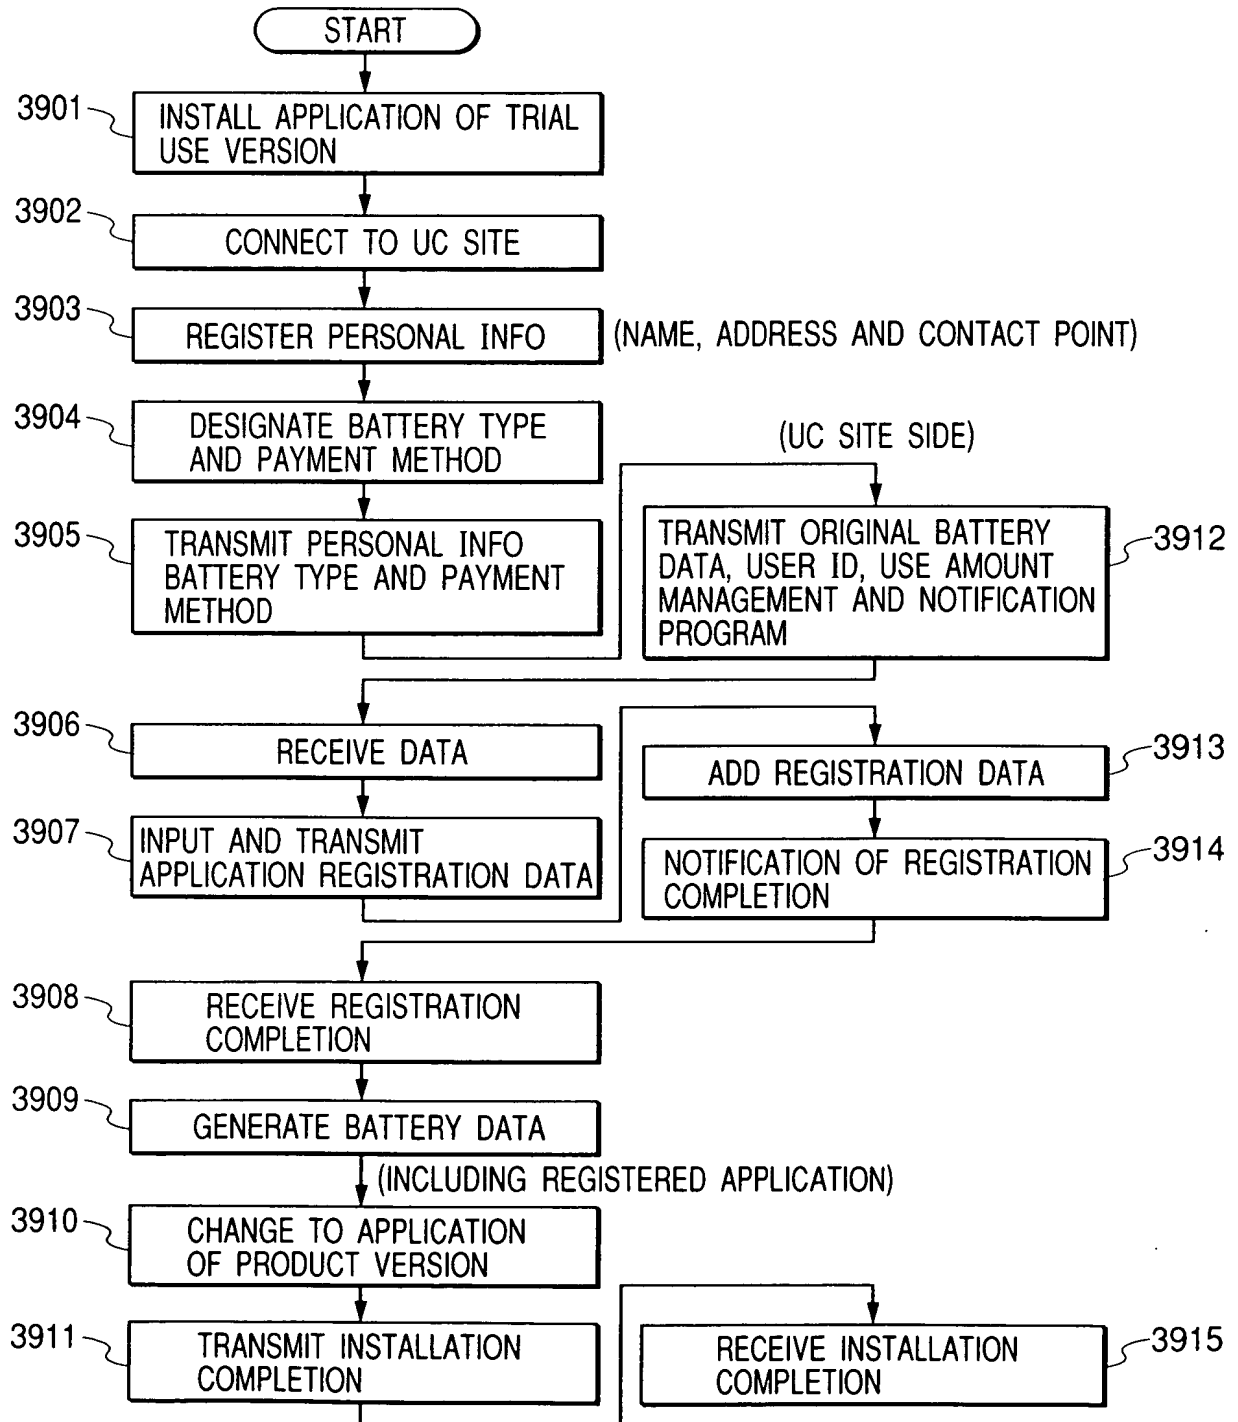 START
3901
INSTALL APPLICATION OF TRIAL
USE VERSION
3902
CONNECT TO UC SITE
3903
REGISTER PERSONAL INFO
(NAME, ADDRESS AND CONTACT POINT)
3904
DESIGNATE BATTERY TYPE
AND PAYMENT METHOD
(UC SITE SIDE)
3905
TRANSMIT PERSONAL INFO
BATTERY TYPE AND PAYMENT
METHOD
TRANSMIT ORIGINAL BATTERY
DATA, USER ID, USE AMOUNT
MANAGEMENT AND NOTIFICATION
PROGRAM
3912
3906
RECEIVE DATA
ADD REGISTRATION DATA
3913
3907
INPUT AND TRANSMIT
APPLICATION REGISTRATION DATA
NOTIFICATION OF REGISTRATION
COMPLETION
3914
3908
RECEIVE REGISTRATION
COMPLETION
3909
GENERATE BATTERY DATA
(INCLUDING REGISTERED APPLICATION)
3910
CHANGE TO APPLICATION
OF PRODUCT VERSION
3911
TRANSMIT INSTALLATION
COMPLETION
RECEIVE INSTALLATION
COMPLETION
3915